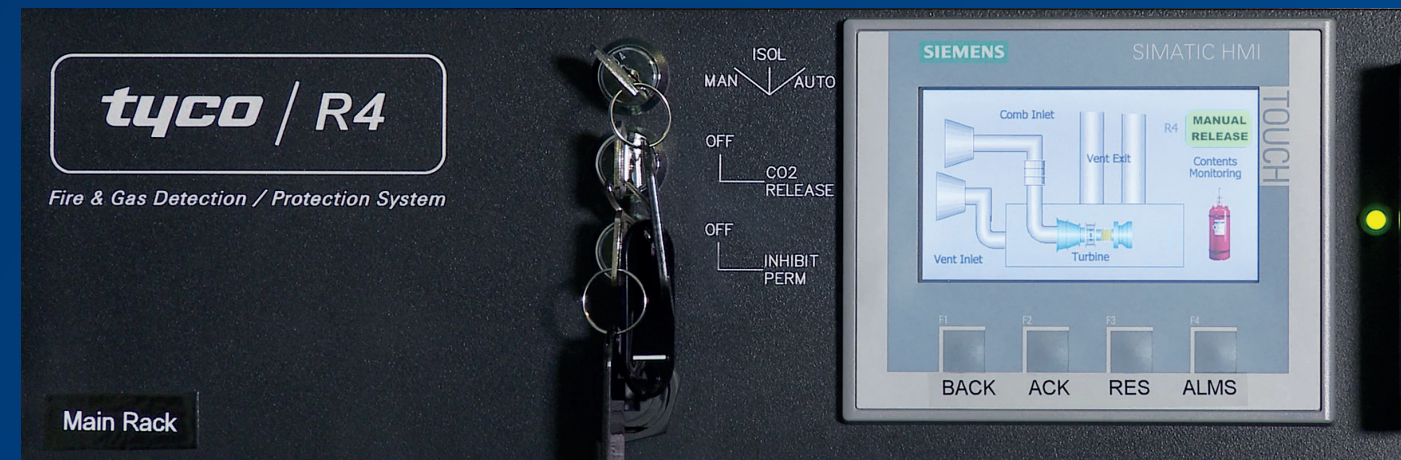 tyco / R4
Fire & Gas Detection / Protection System
Main Rack
ISOL
MAN
AUTO
OFF
CO2
RELEASE
OFF
INHIBIT
PERM
SIEMENS
SIMATIC HMI
TOUCH
Comb Inlet
R4
MANUAL
RELEASE
Vent Exit
Contents
Monitoring
Vent Inlet
Turbine
F1
F2
F3
F4
BACK
ACK
RES
ALMS